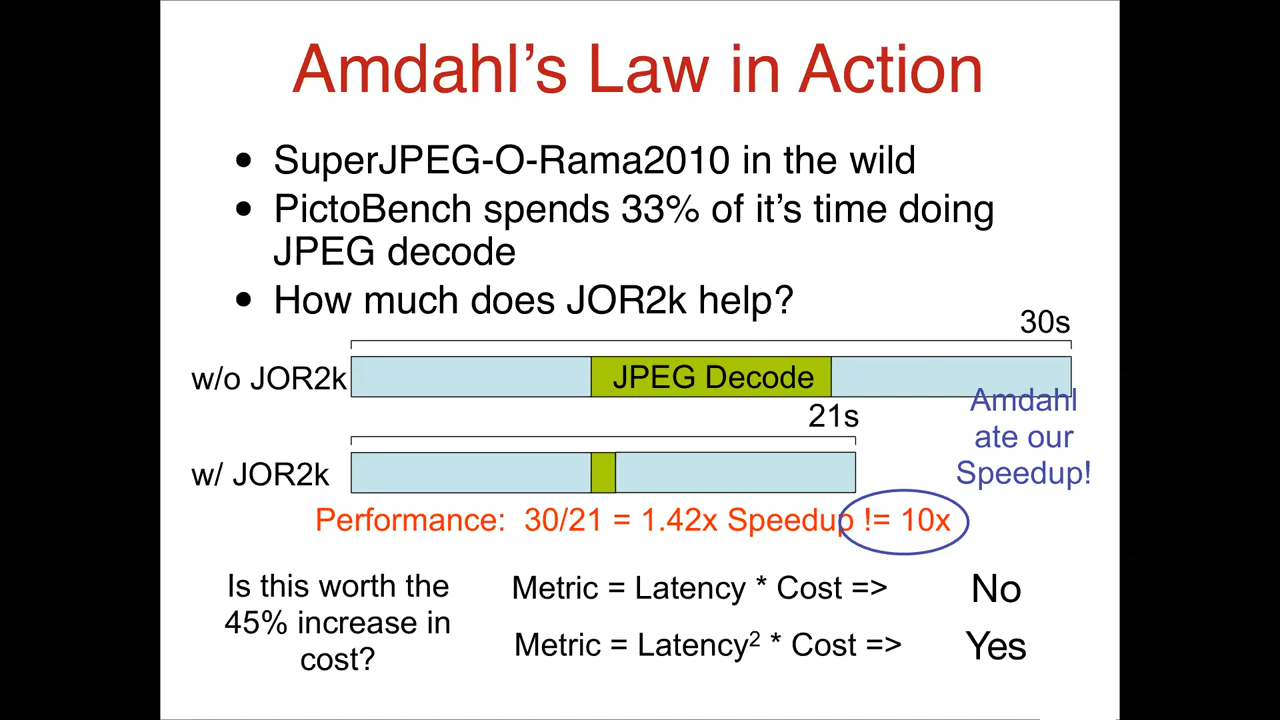 Amdahl's Law in Action
• SuperJPEG-O-Rama2010 in the wild
• PictoBench spends 33% of it's time doing
JPEG decode
• How much does JOR2k help?
30s
w/o JOR2k
JPEG Decode
21s
w/ JOR2k
Amdahl
ate our
Speedup!
Performance: 30/21 = 1.42x Speedup != 10x
Is this worth the
45% increase in
cost?
Metric = Latency * Cost => No
Metric = Latency² * Cost => Yes